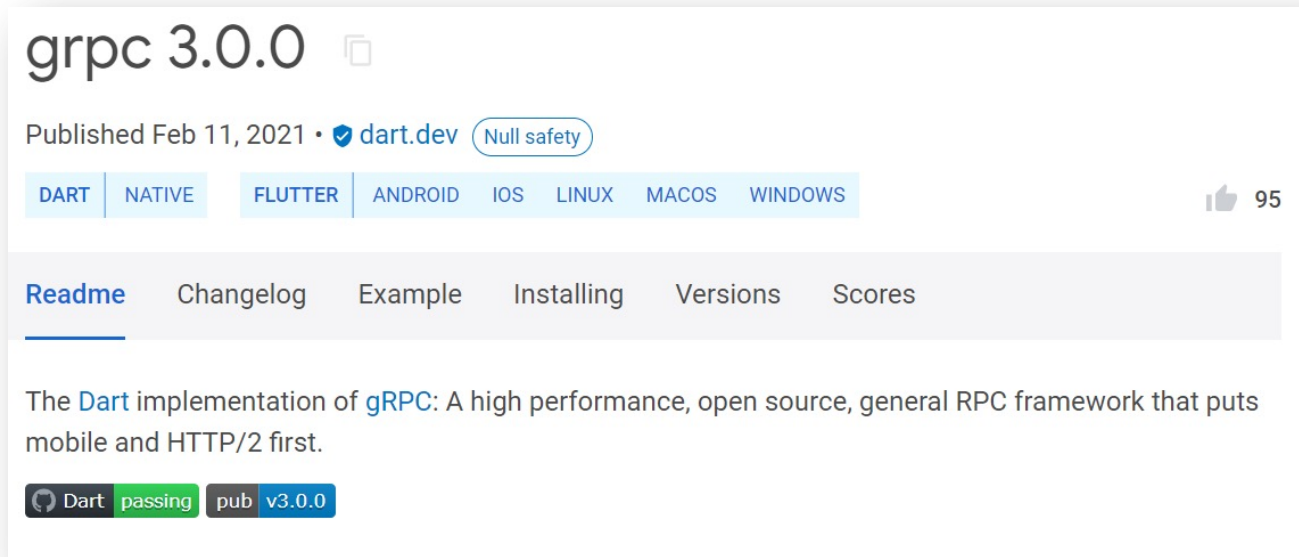 grpc 3.0.0
Published Feb 11, 2021 • dart.dev Null safety
DART NATIVE FLUTTER ANDROID IOS LINUX MACOS WINDOWS 95
Readme Changelog Example Installing Versions Scores
The Dart implementation of gRPC: A high performance, open source, general RPC framework that puts
mobile and HTTP/2 first.
Dart passing pub v3.0.0